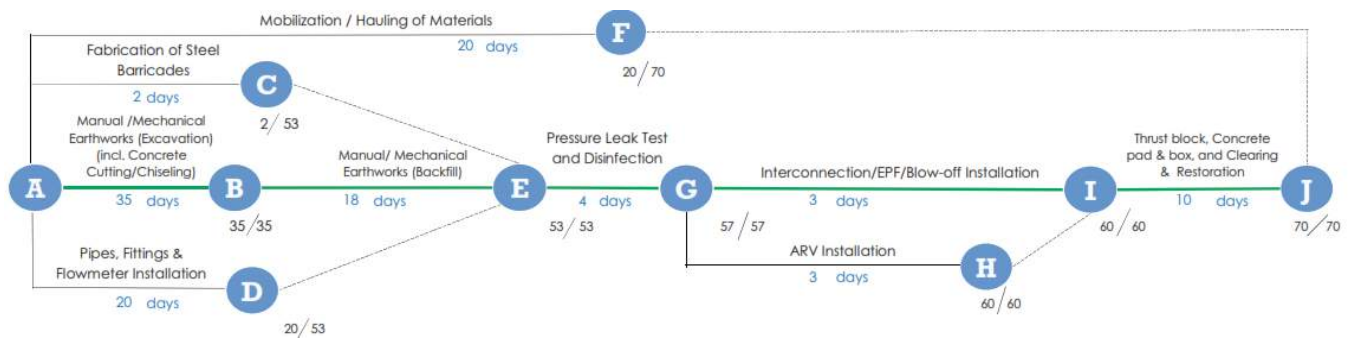 Mobilization / Hauling of Materials
20 days
F
20/70
Fabrication of Steel
Barricades
2 days
C
2/53
Manual /Mechanical
Earthworks (Excavation)
(incl. Concrete
Cutting/Chiseling)
A
35 days
B
35/35
Manual/ Mechanical
Earthworks (Backfill)
18 days
E
53/53
Pressure Leak Test
and Disinfection
4 days
G
57/57
Interconnection/EPF/Blow-off Installation
3 days
I
60/60
Thrust block, Concrete
pad & box, and Clearing
& Restoration
10 days
J
70/70
Pipes, Fittings &
Flowmeter Installation
20 days
D
20/53
ARV Installation
3 days
H
60/60